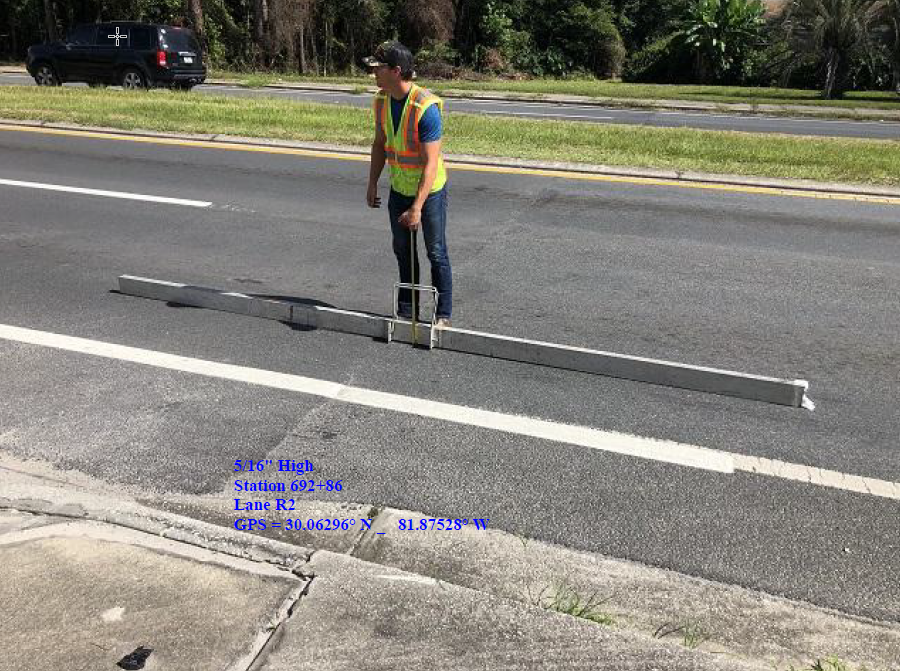 5/16" High
Station 692+86
Lane R2
GPS = 30.06296° N 81.87528° W